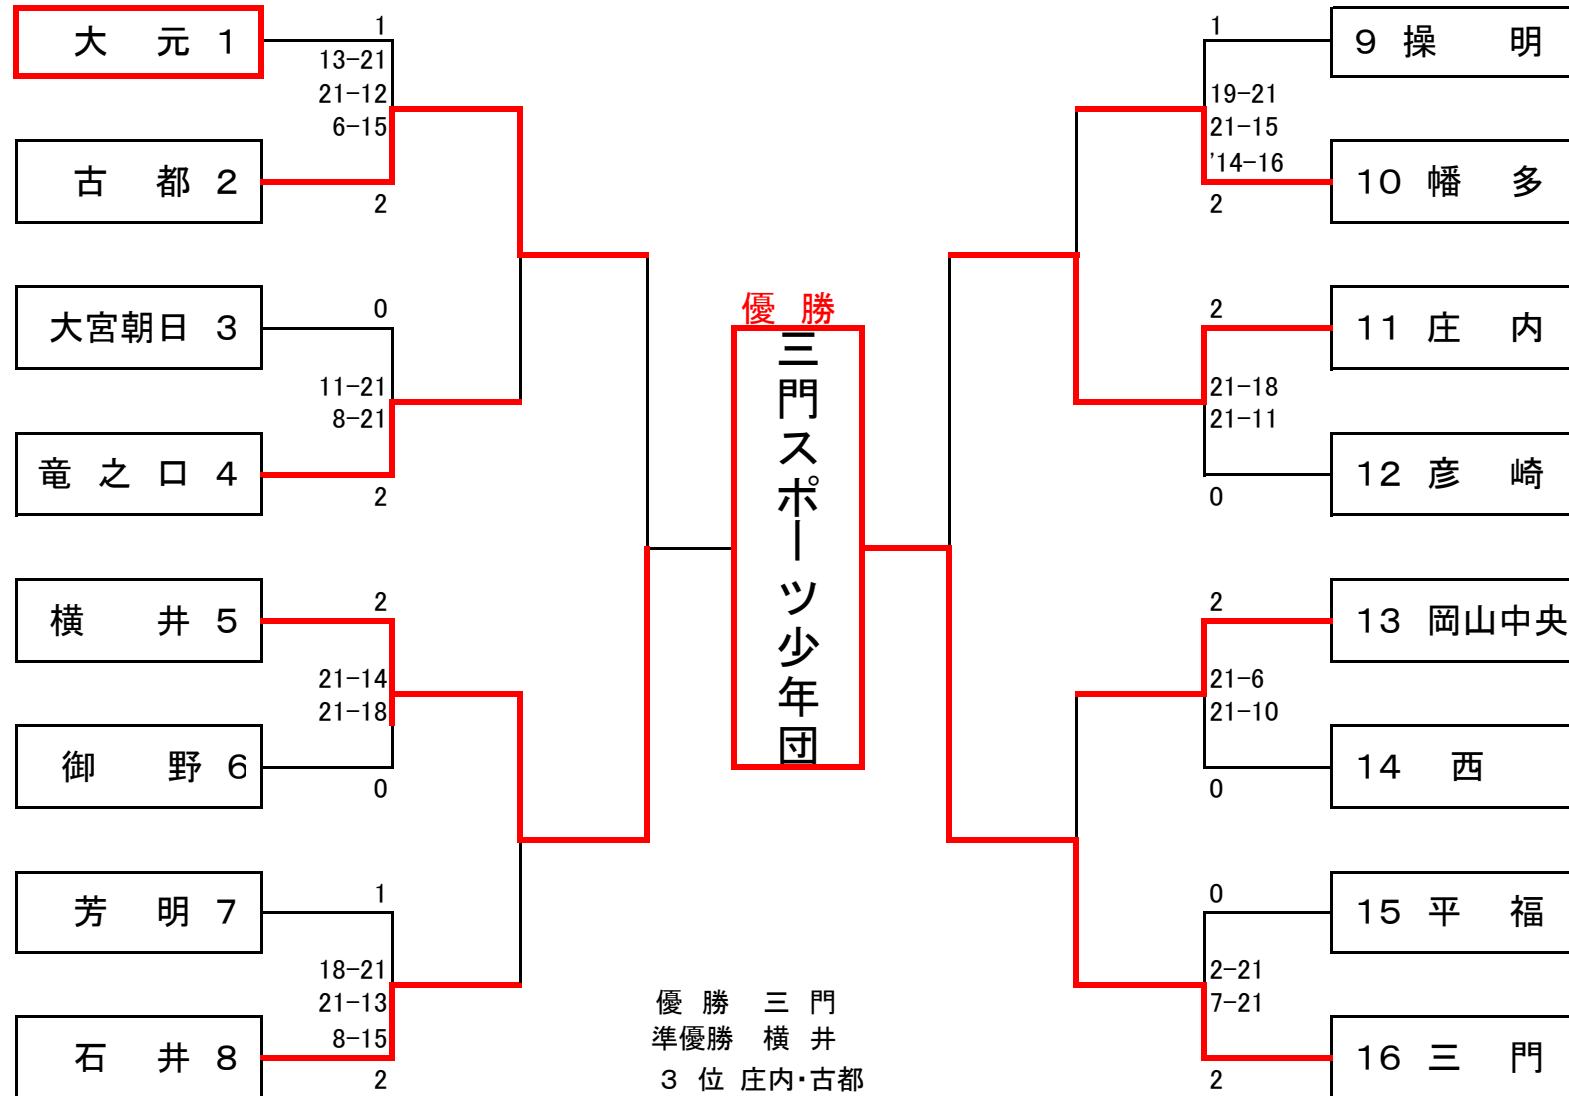 大 元 1
1
13-21
21-12
6-15
古 都 2
2
大宮朝日 3
0
11-21
8-21
竜 之 口 4
2
横 井 5
2
21-14
21-18
御 野 6
0
芳 明 7
1
18-21
21-13
8-15
石 井 8
2
優 勝
三門スポーツ少年団
1
9 操 明
19-21
21-15
'14-16
10 幡 多
2
2
11 庄 内
21-18
21-11
12 彦 崎
0
2
13 岡山中央
21-6
21-10
14 西
0
0
15 平 福
2-21
7-21
16 三 門
2
優 勝 三 門
準優勝 横 井
3 位 庄内・古都